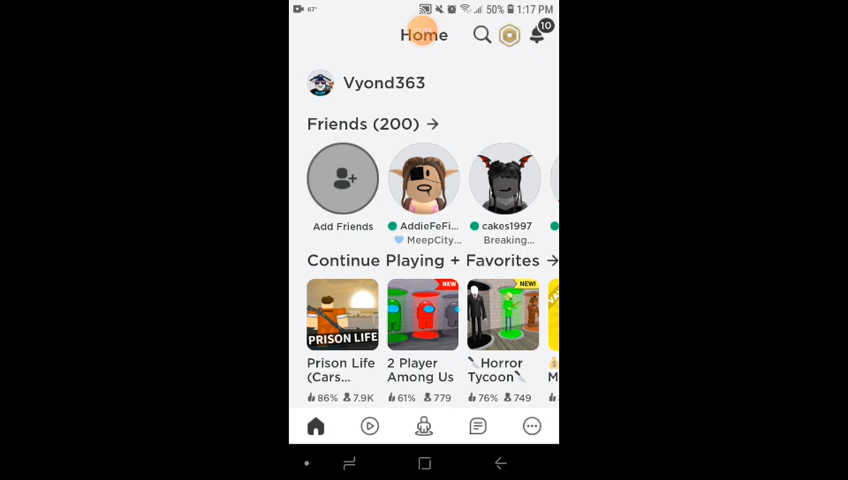 67° 50% 1:17 PM
Home 10
Vyond363
Friends (200) →
Add Friends AddieFeFi... cakes1997
MeepCity... Breaking...
Continue Playing + Favorites →
NEW NEW!
PRISON LIFE
Prison Life 2 Player Horror
(Cars... Among Us Tycoon M
86% 7.9K 61% 779 76% 749